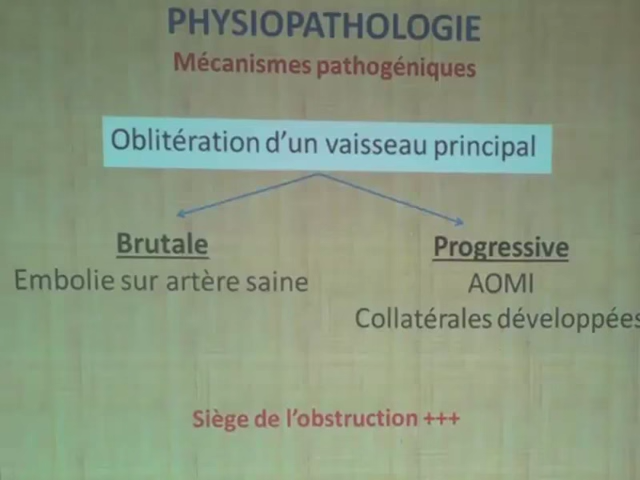 PHYSIOPATHOLOGIE
Mécanismes pathogéniques
Oblitération d'un vaisseau principal
Brutale
Embolie sur artère saine
Progressive
AOMI
Collatérales développées
Siège de l'obstruction +++